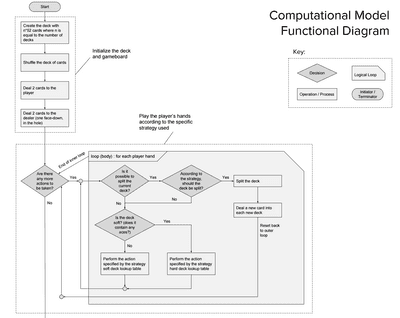 Computational Model
Functional Diagram
Key:
Decision
Logical Loop
Operation / Process
Initiator /
Terminator
Start
Create the deck with
n*52 cards where n is
equal to the number of
decks
Shuffle the deck of cards
Deal 2 cards to the
player
Deal 2 cards to the
dealer (one face-down,
in the hole)
Initialize the deck
and gameboard
Play the player's hands
according to the specific
strategy used
End of inner loop
loop (body) : for each player hand
Are there
any more
actions to
be taken?
Yes
No
Is it
possible to
split the
current
deck?
Yes
No
According to
the strategy,
should the
deck be split?
Yes
No
Split the deck
Deal a new card into
each new deck
Reset back
to outer
loop
Is the deck
soft? (does it
contain any
aces?)
Yes
No
Perform the action
specified by the strategy
soft deck lookup table
Perform the action
specified by the strategy
hard deck lookup table